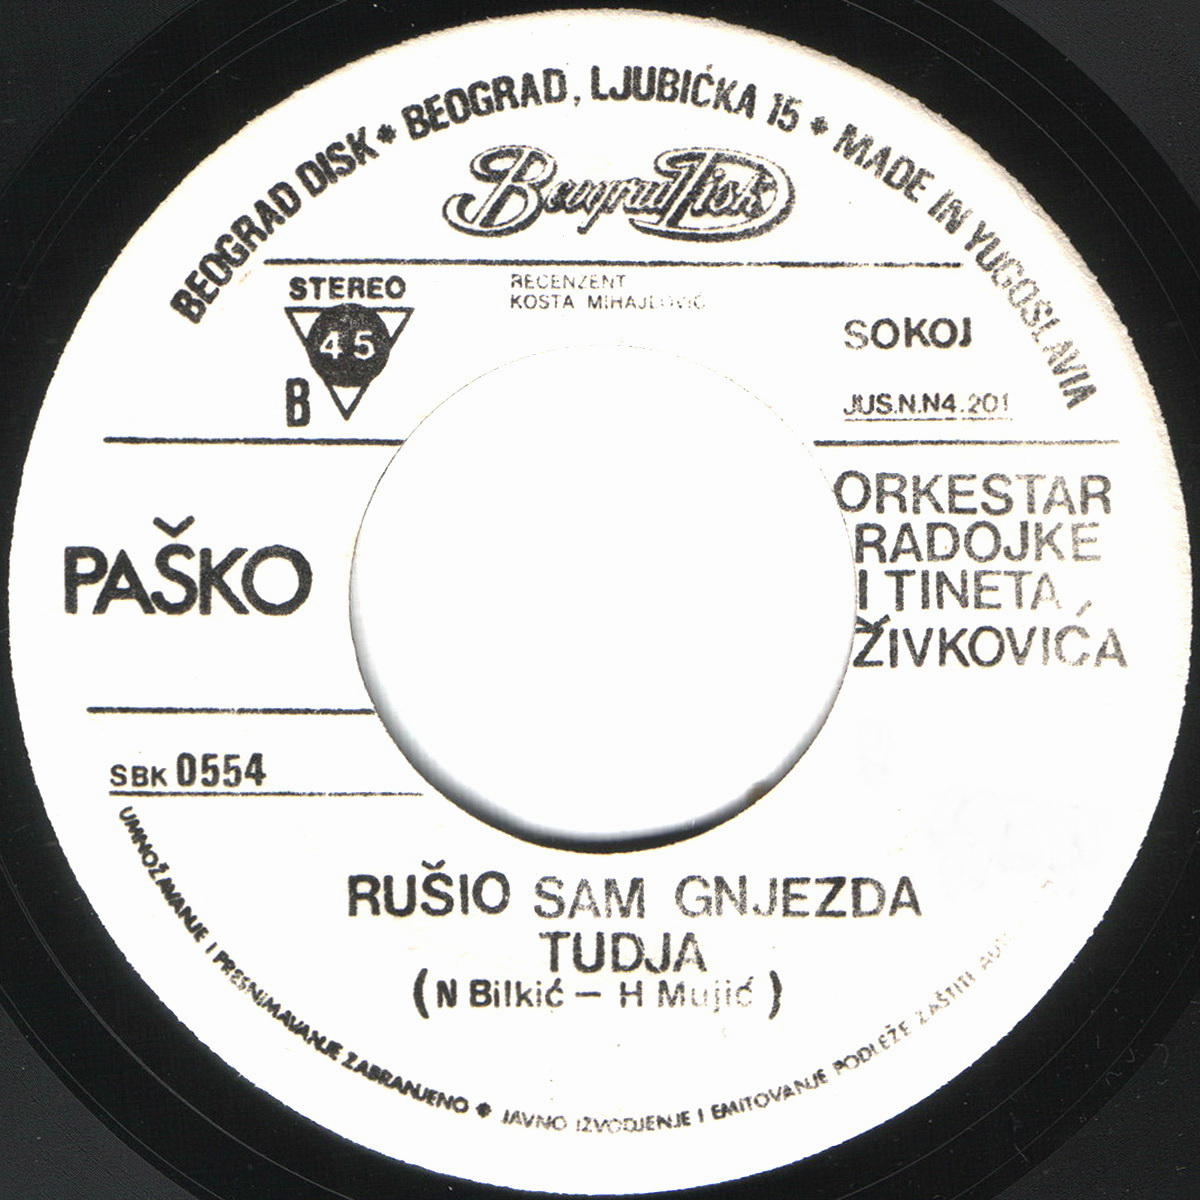 BEOGRAD DISK * BEOGRAD, LJUBIĆKA 15 * MADE IN YUGOSLAVIA
Beograd Disk
STEREO
45
B
RECENZENT
KOSTA MIHAJLOVIĆ
SOKOJ
JUS.N.N4.201
PAŠKO
ORKESTAR
RADOJKE
I TINETA
ŽIVKOVIĆA
SBK 0554
RUŠIO SAM GNJEZDA
TUDJA
(N Bilkić – H Mujić)
UMNOŽAVANJE I PRESNIMAVANJE ZABRANJENO * JAVNO IZVODJENJE I EMITOVANJE PODLEŽE ZAŠTITI